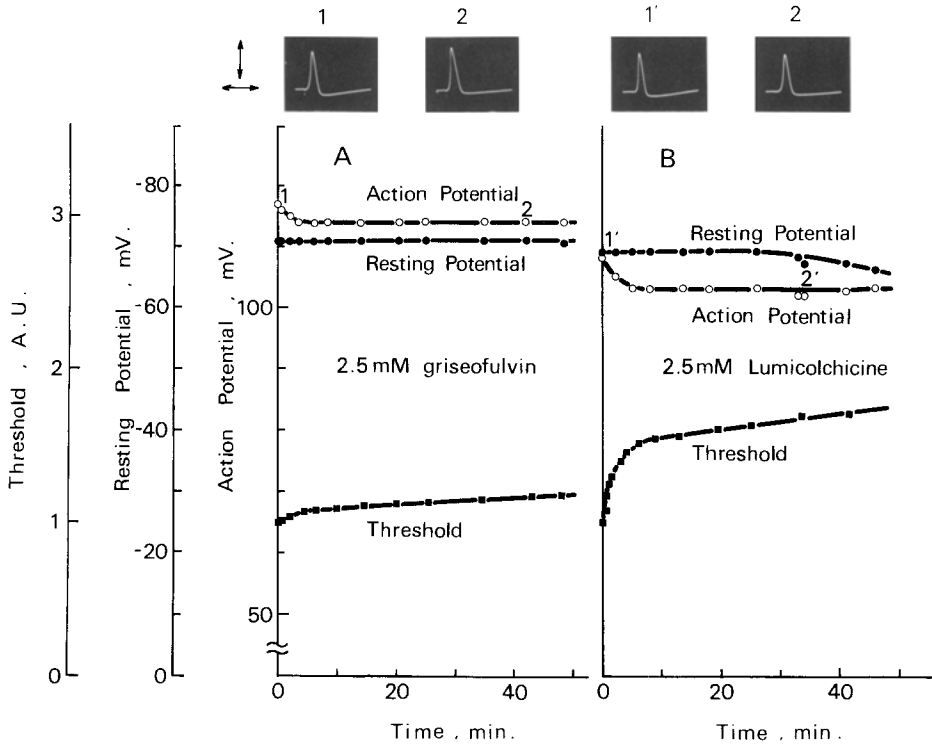 1 2 1' 2
A B
Threshold , A.U.
3
2
1
0
Resting Potential , mV.
-80
-60
-40
-20
0
Action Potential , mV.
100
50
1
Action Potential
2
Resting Potential
2.5 mM griseofulvin
Threshold
0 20 40
Time , min.
1'
Resting Potential
2'
Action Potential
2.5 mM Lumicolchicine
Threshold
0 20 40
Time , min.